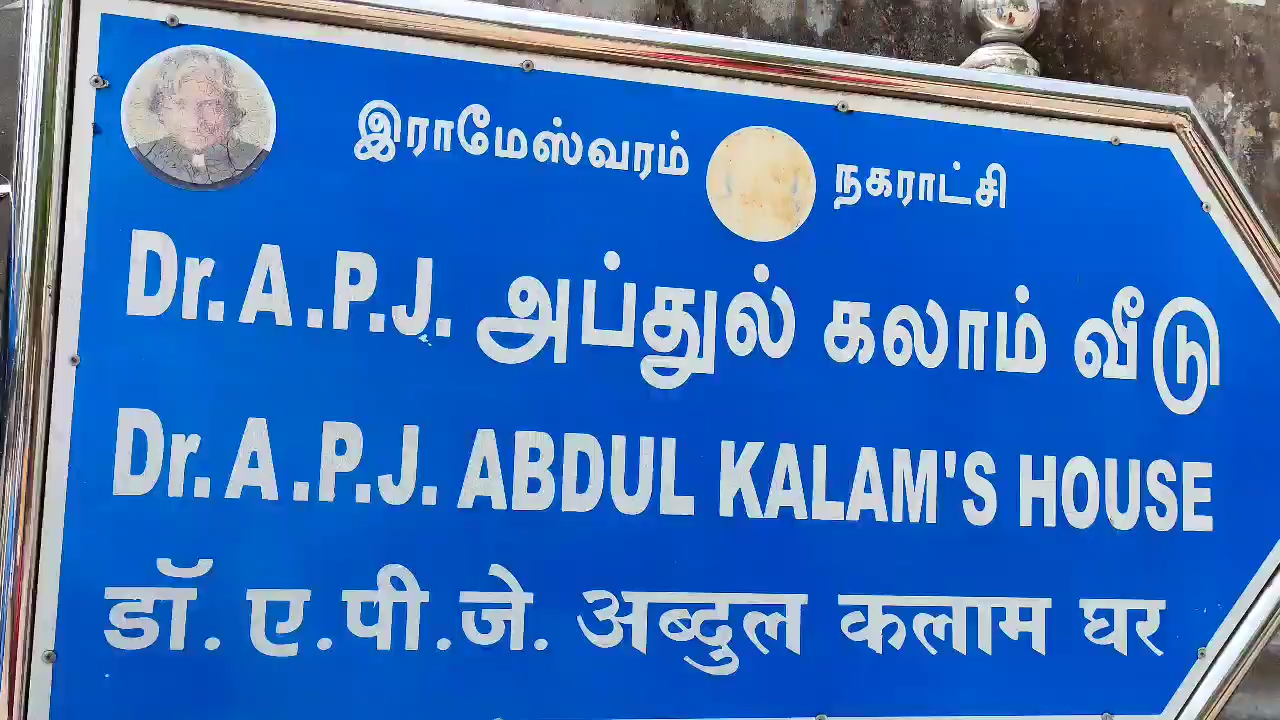 இராமேஸ்வரம் நகராட்சி
Dr. A.P.J. அப்துல் கலாம் வீடு
Dr. A.P.J. ABDUL KALAM'S HOUSE
डॉ. ए.पी.जे. अब्दुल कलाम घर